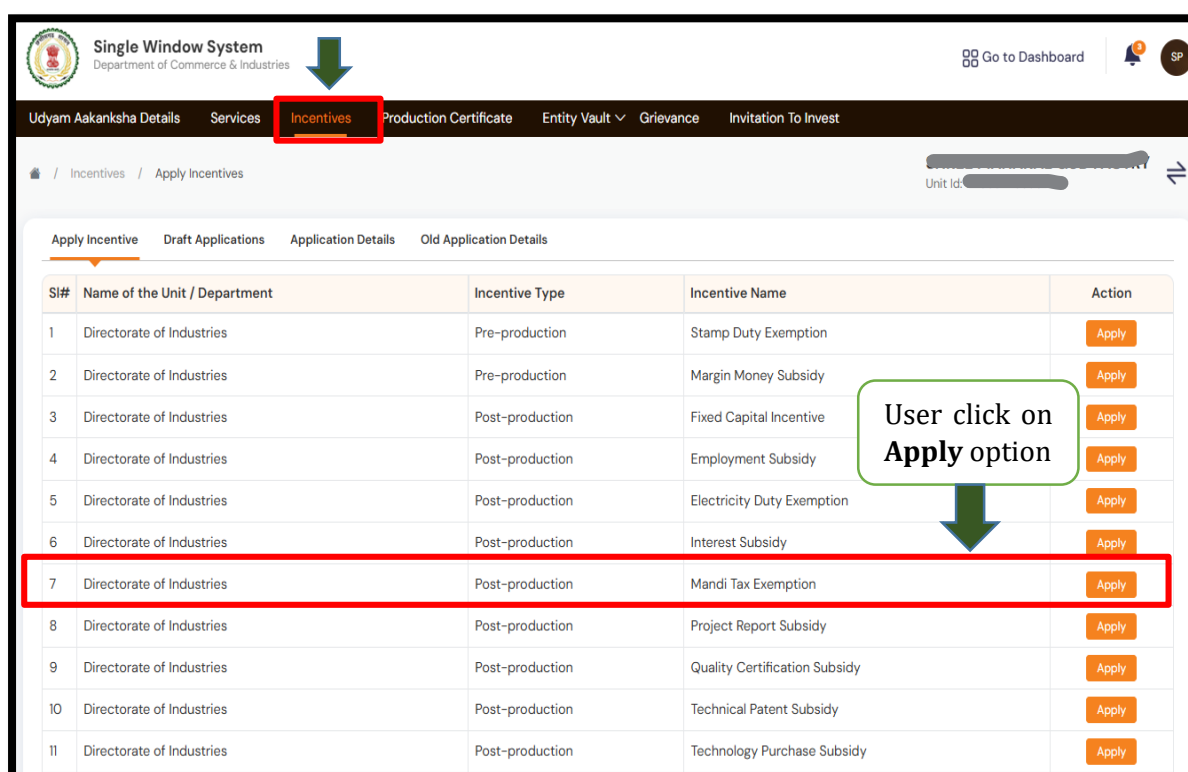 Single Window System
Department of Commerce & Industries
Go to Dashboard
3
SP
Udyam Aakanksha Details Services Incentives Production Certificate Entity Vault Grievance Invitation To Invest
/ Incentives / Apply Incentives
Unit Id:
Apply Incentive Draft Applications Application Details Old Application Details
Sl# Name of the Unit / Department Incentive Type Incentive Name Action
1 Directorate of Industries Pre-production Stamp Duty Exemption Apply
2 Directorate of Industries Pre-production Margin Money Subsidy Apply
3 Directorate of Industries Post-production Fixed Capital Incentive Apply
4 Directorate of Industries Post-production Employment Subsidy Apply
User click on
Apply option
5 Directorate of Industries Post-production Electricity Duty Exemption Apply
6 Directorate of Industries Post-production Interest Subsidy Apply
7 Directorate of Industries Post-production Mandi Tax Exemption Apply
8 Directorate of Industries Post-production Project Report Subsidy Apply
9 Directorate of Industries Post-production Quality Certification Subsidy Apply
10 Directorate of Industries Post-production Technical Patent Subsidy Apply
11 Directorate of Industries Post-production Technology Purchase Subsidy Apply